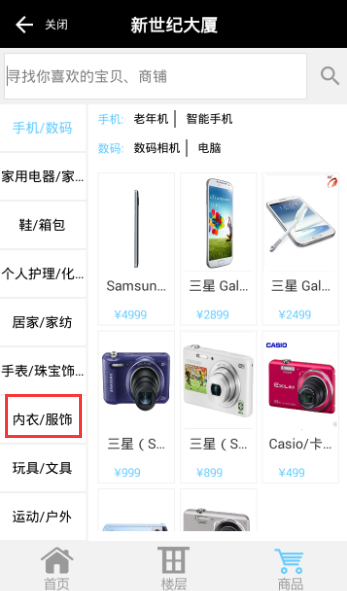 关闭 新世纪大厦
寻找你喜欢的宝贝、商铺
手机/数码
家用电器/家...
鞋/箱包
个人护理/化...
居家/家纺
手表/珠宝饰...
内衣/服饰
玩具/文具
运动/户外
手机: 老年机 智能手机
数码: 数码相机 电脑
Samsun... 三星 Gal... 三星 Gal...
¥4999 ¥2899 ¥2499
CASIO
EXILIM
三星 ( S... 三星 ( S... Casio/卡...
¥999 ¥899 ¥499
首页 楼层 商品